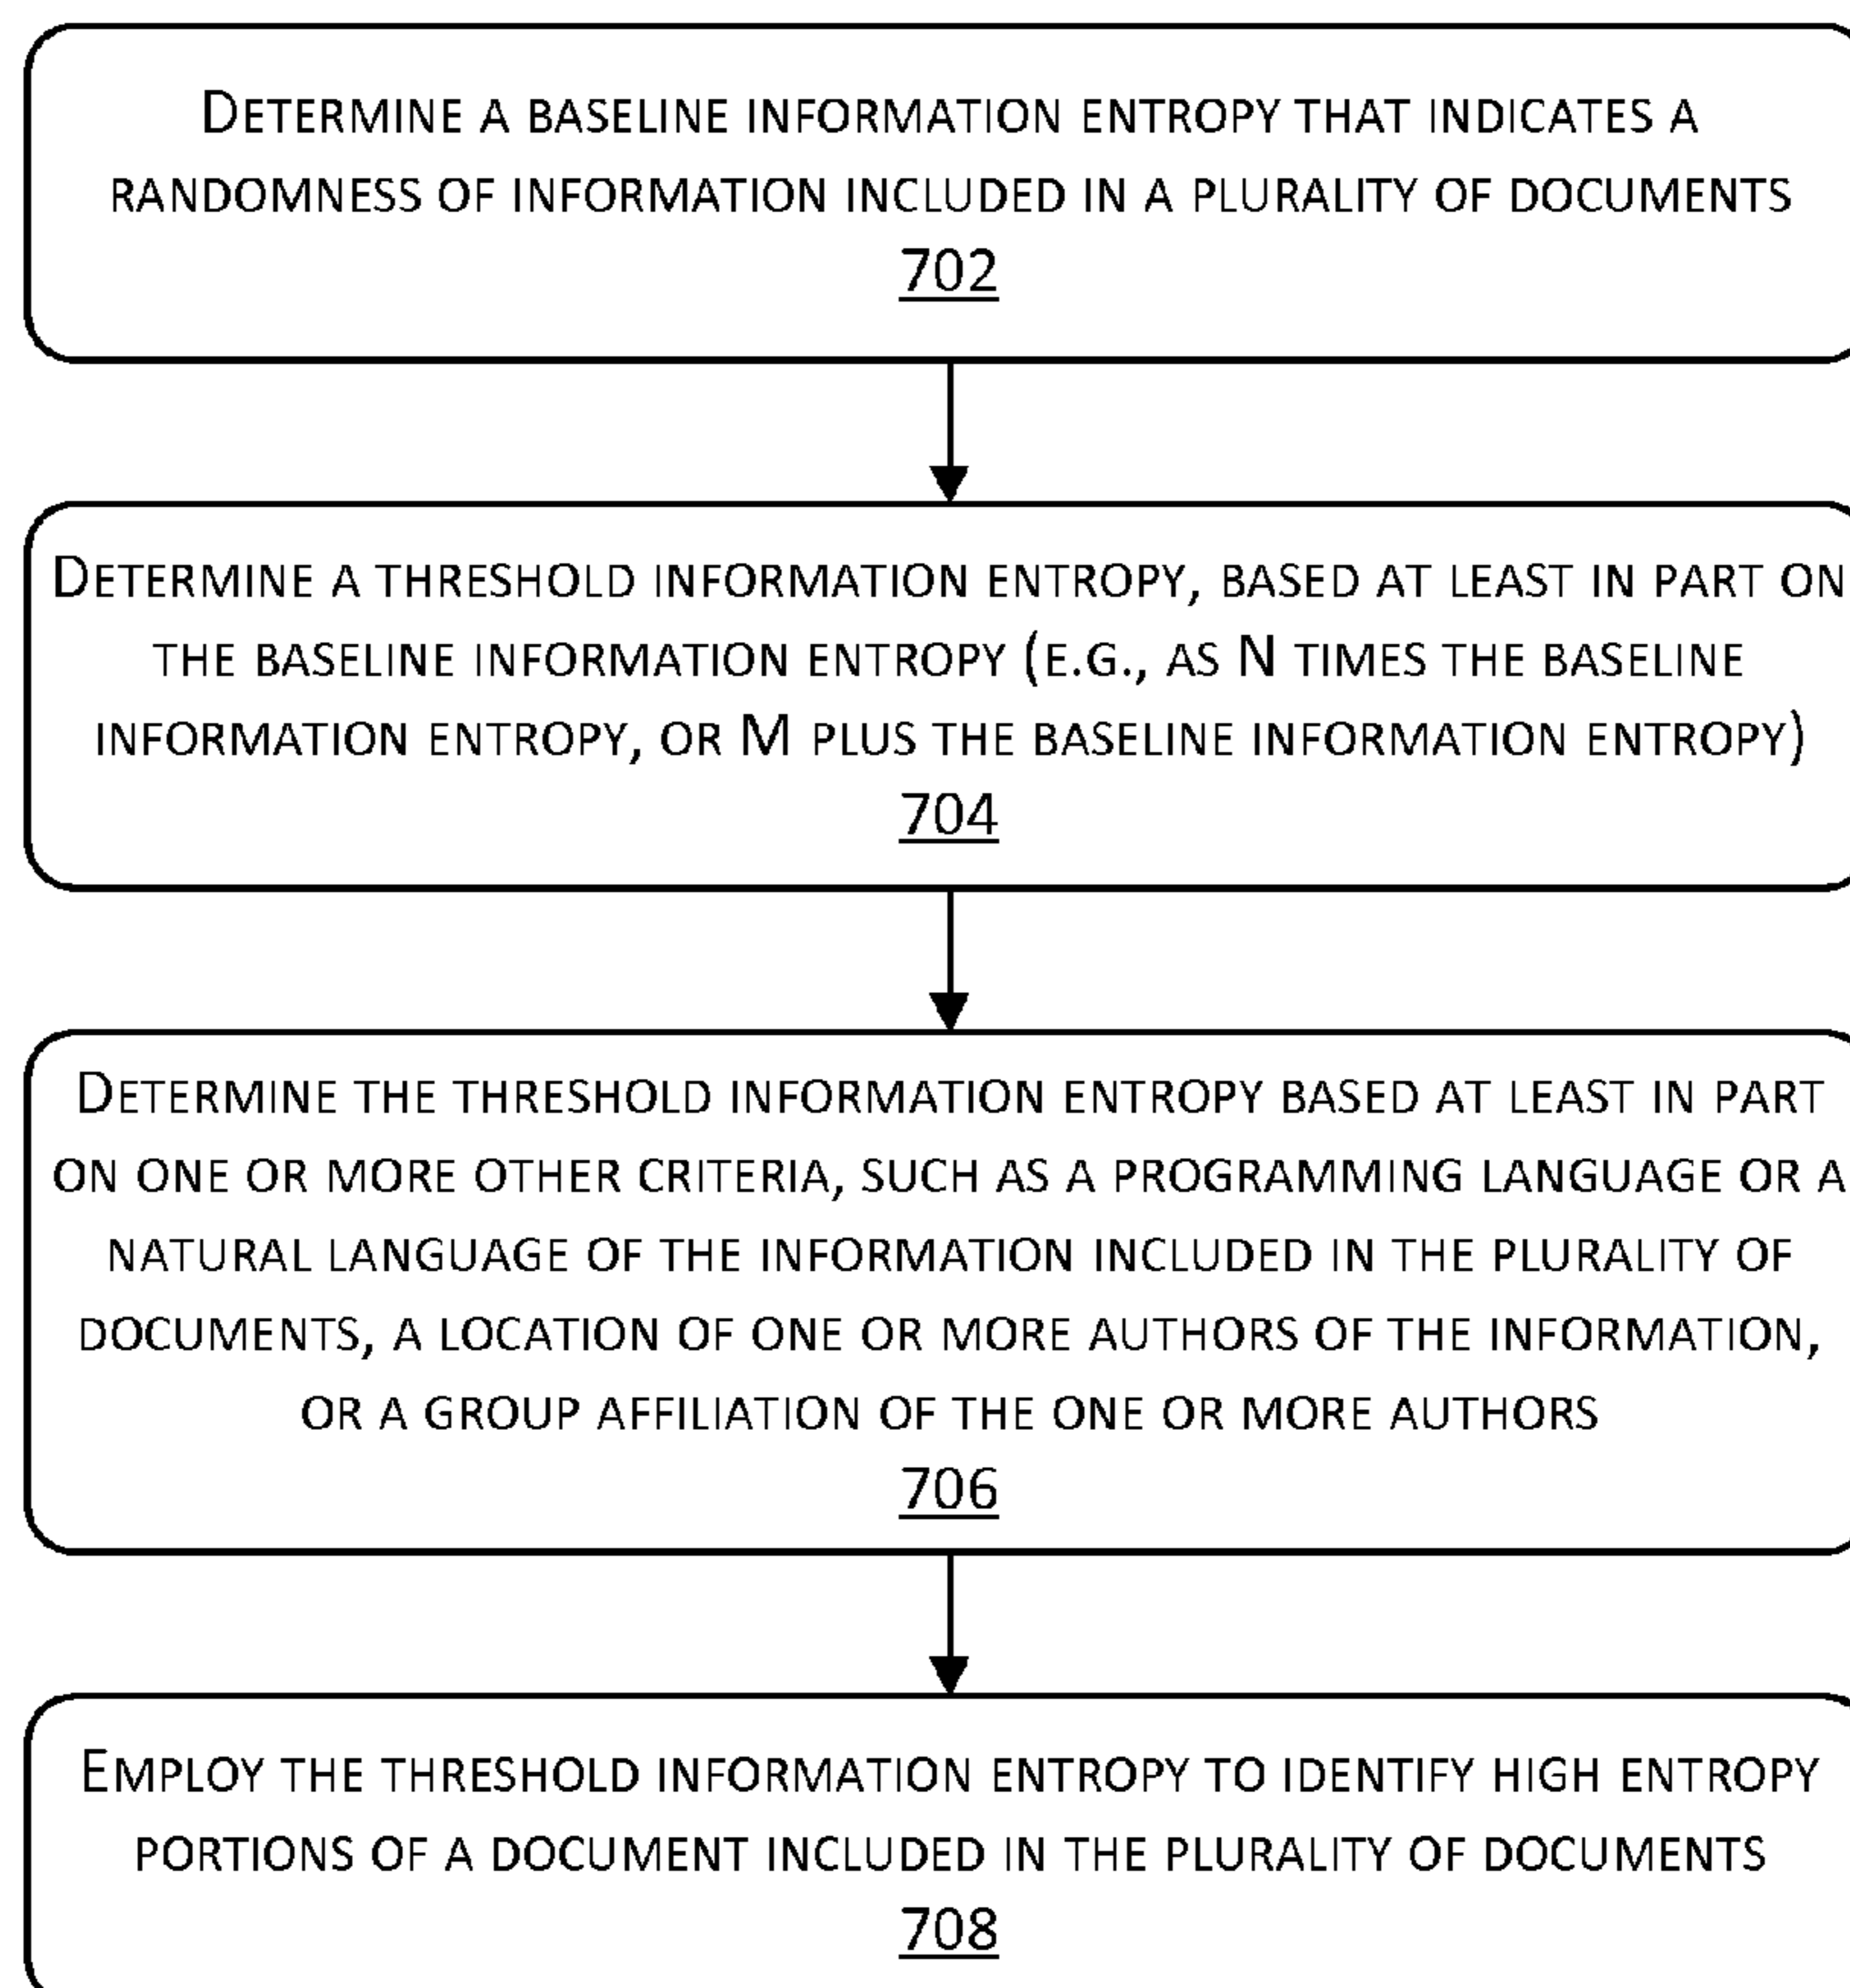 DETERMINE A BASELINE INFORMATION ENTROPY THAT INDICATES A
RANDOMNESS OF INFORMATION INCLUDED IN A PLURALITY OF DOCUMENTS
702
DETERMINE A THRESHOLD INFORMATION ENTROPY, BASED AT LEAST IN PART ON
THE BASELINE INFORMATION ENTROPY (E.G., AS N TIMES THE BASELINE
INFORMATION ENTROPY, OR M PLUS THE BASELINE INFORMATION ENTROPY)
704
DETERMINE THE THRESHOLD INFORMATION ENTROPY BASED AT LEAST IN PART
ON ONE OR MORE OTHER CRITERIA, SUCH AS A PROGRAMMING LANGUAGE OR A
NATURAL LANGUAGE OF THE INFORMATION INCLUDED IN THE PLURALITY OF
DOCUMENTS, A LOCATION OF ONE OR MORE AUTHORS OF THE INFORMATION,
OR A GROUP AFFILIATION OF THE ONE OR MORE AUTHORS
706
EMPLOY THE THRESHOLD INFORMATION ENTROPY TO IDENTIFY HIGH ENTROPY
PORTIONS OF A DOCUMENT INCLUDED IN THE PLURALITY OF DOCUMENTS
708